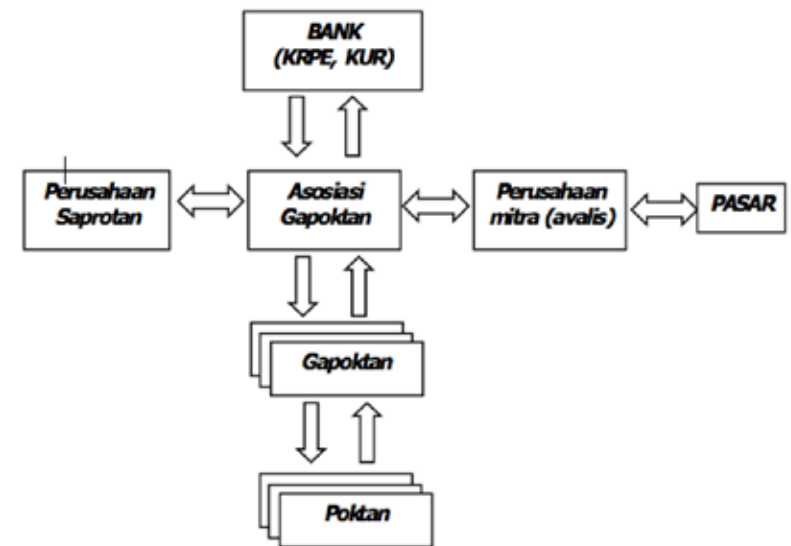 BANK
(KRPE, KUR)
Perusahaan
Saprotan
Asosiasi
Gapoktan
Perusahaan
mitra (avalis)
PASAR
Gapoktan
Poktan